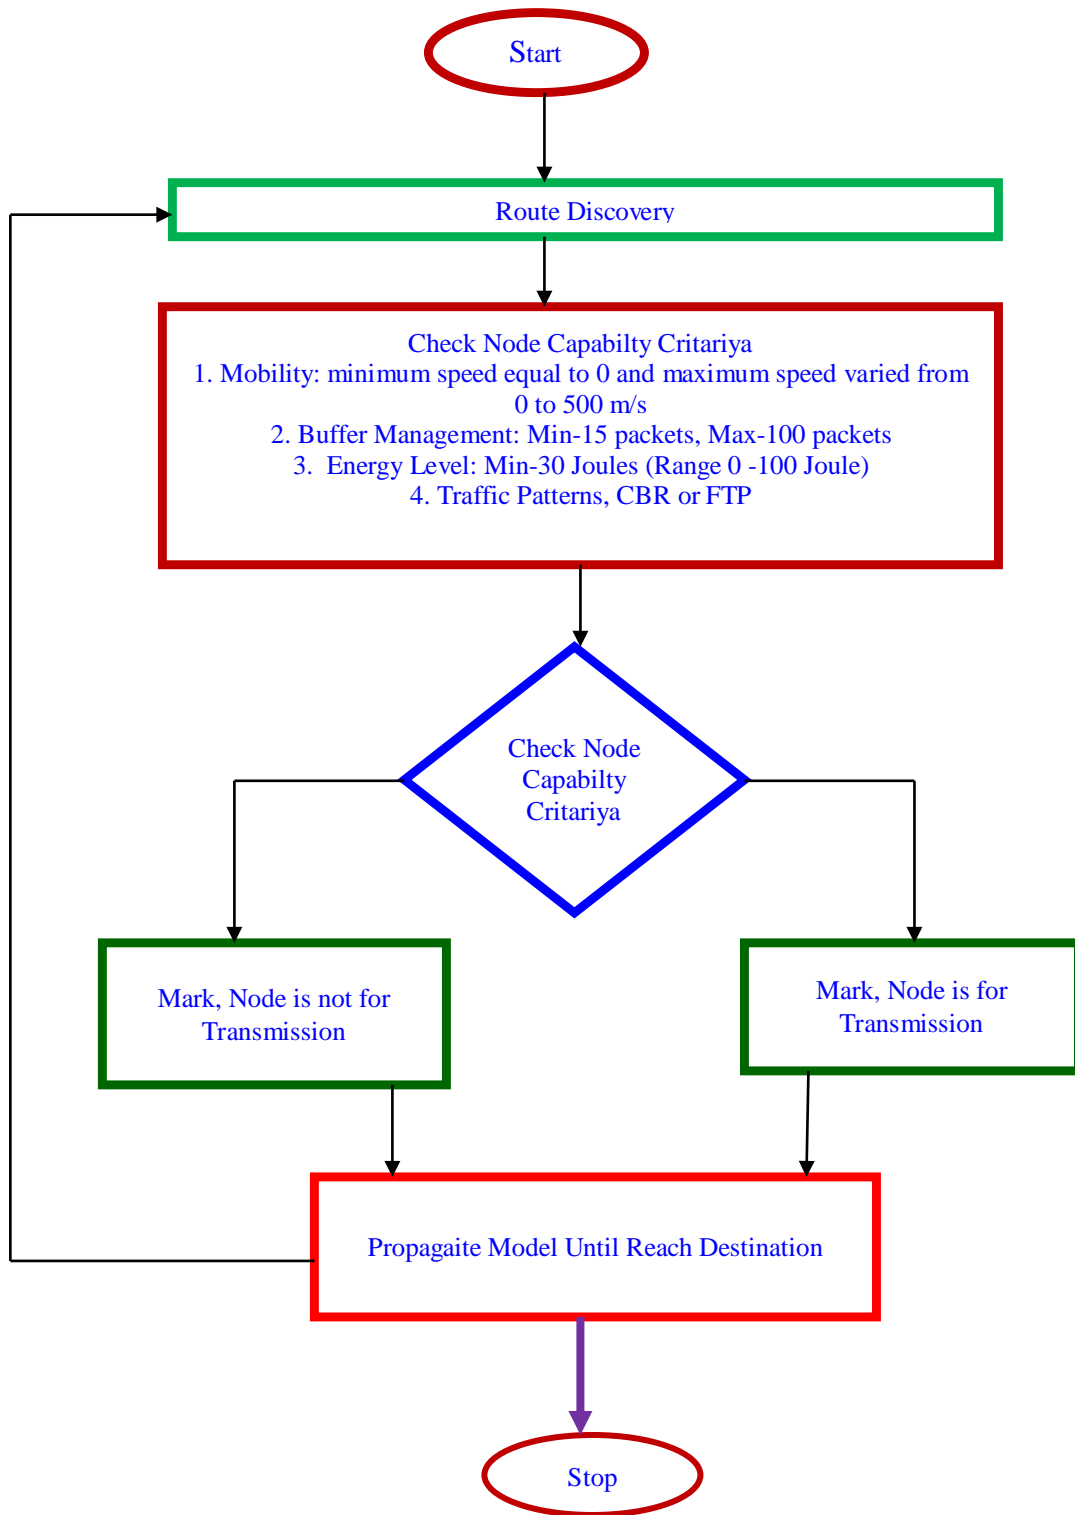 Start
Route Discovery
Check Node Capabilty Critariya
1. Mobility: minimum speed equal to 0 and maximum speed varied from
0 to 500 m/s
2. Buffer Management: Min-15 packets, Max-100 packets
3. Energy Level: Min-30 Joules (Range 0 -100 Joule)
4. Traffic Patterns, CBR or FTP
Check Node
Capabilty
Critariya
Mark, Node is not for
Transmission
Mark, Node is for
Transmission
Propagaite Model Until Reach Destination
Stop